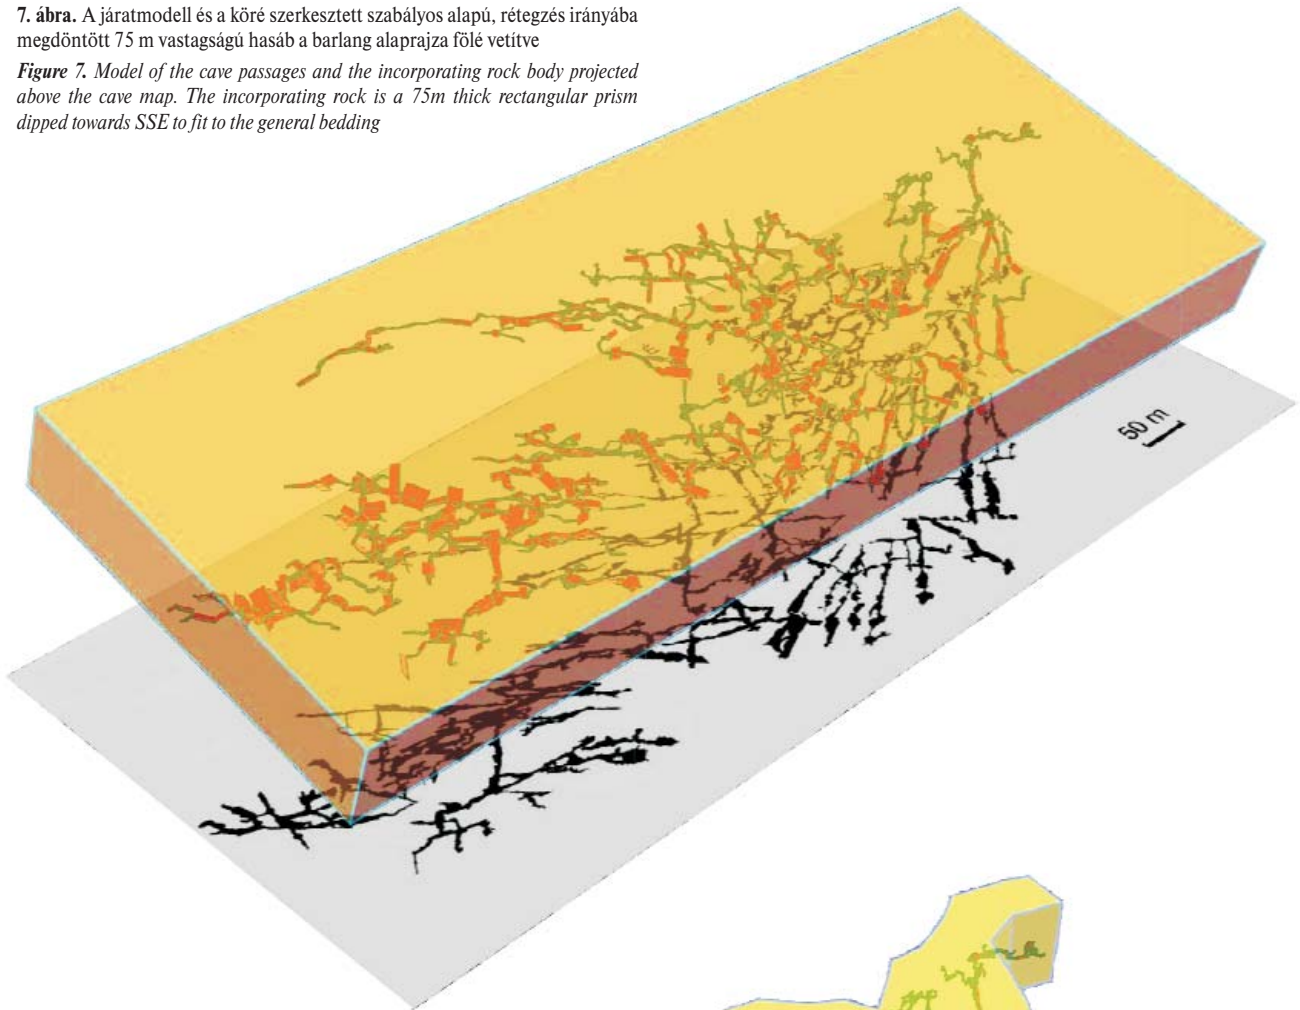 7. ábra. A járatmodell és a köré szerkesztett szabályos alapú, rétegzés irányába
megdöntött 75 m vastagságú hasáb a barlang alaprajza fölé vetítve
Figure 7. Model of the cave passages and the incorporating rock body projected
above the cave map. The incorporating rock is a 75m thick rectangular prism
dipped towards SSE to fit to the general bedding
50 m